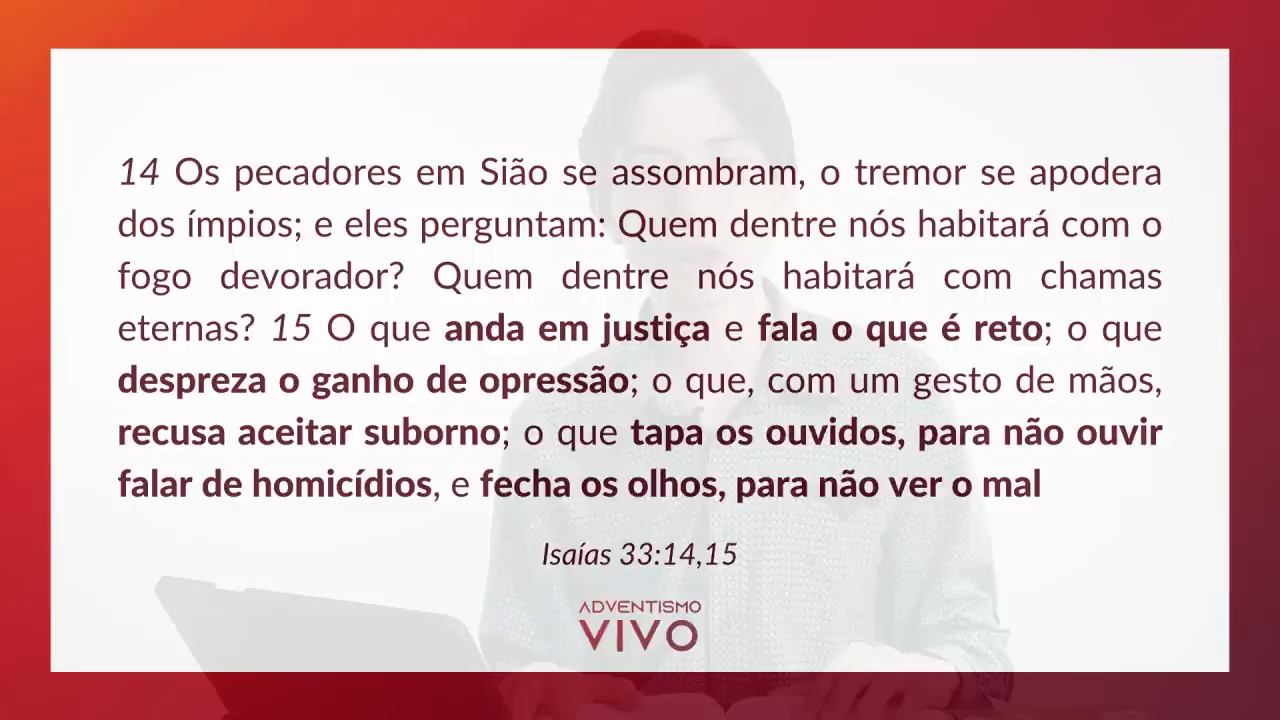 14 Os pecadores em Sião se assombram, o tremor se apodera
dos ímpios; e eles perguntam: Quem dentre nós habitará com o
fogo devorador? Quem dentre nós habitará com chamas
eternas? 15 O que anda em justiça e fala o que é reto; o que
despreza o ganho de opressão; o que, com um gesto de mãos,
recusa aceitar suborno; o que tapa os ouvidos, para não ouvir
falar de homicídios, e fecha os olhos, para não ver o mal
Isaías 33:14,15
ADVENTISMO
VIVO